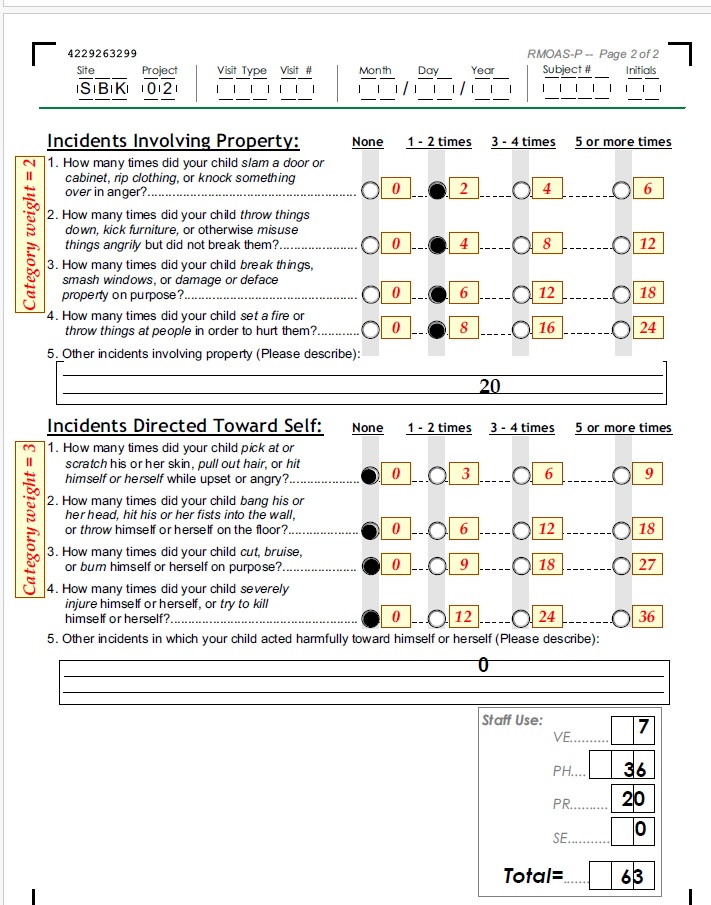 4229263299
RMOAS-P -- Page 2 of 2
Site Project Visit Type Visit # Month Day Year Subject # Initials
S B K 0 2 / /
Incidents Involving Property: None 1 - 2 times 3 - 4 times 5 or more times
Category weight = 2
1. How many times did your child slam a door or
cabinet, rip clothing, or knock something
over in anger?.................... 0 2 4 6
2. How many times did your child throw things
down, kick furniture, or otherwise misuse
things angrily but did not break them?............... 0 4 8 12
3. How many times did your child break things,
smash windows, or damage or deface
property on purpose?.................... 0 6 12 18
4. How many times did your child set a fire or
throw things at people in order to hurt them?........... 0 8 16 24
5. Other incidents involving property (Please describe):
20
Incidents Directed Toward Self: None 1 - 2 times 3 - 4 times 5 or more times
Category weight = 3
1. How many times did your child pick at or
scratch his or her skin, pull out hair, or hit
himself or herself while upset or angry?............... 0 3 6 9
2. How many times did your child bang his or
her head, hit his or her fists into the wall,
or throw himself or herself on the floor?............... 0 6 12 18
3. How many times did your child cut, bruise,
or burn himself or herself on purpose?............... 0 9 18 27
4. How many times did your child severely
injure himself or herself, or try to kill
himself or herself?.................... 0 12 24 36
5. Other incidents in which your child acted harmfully toward himself or herself (Please describe):
0
Staff Use:
VE.......... 7
PH.... 36
PR.......... 20
SE........... 0
Total=...... 63